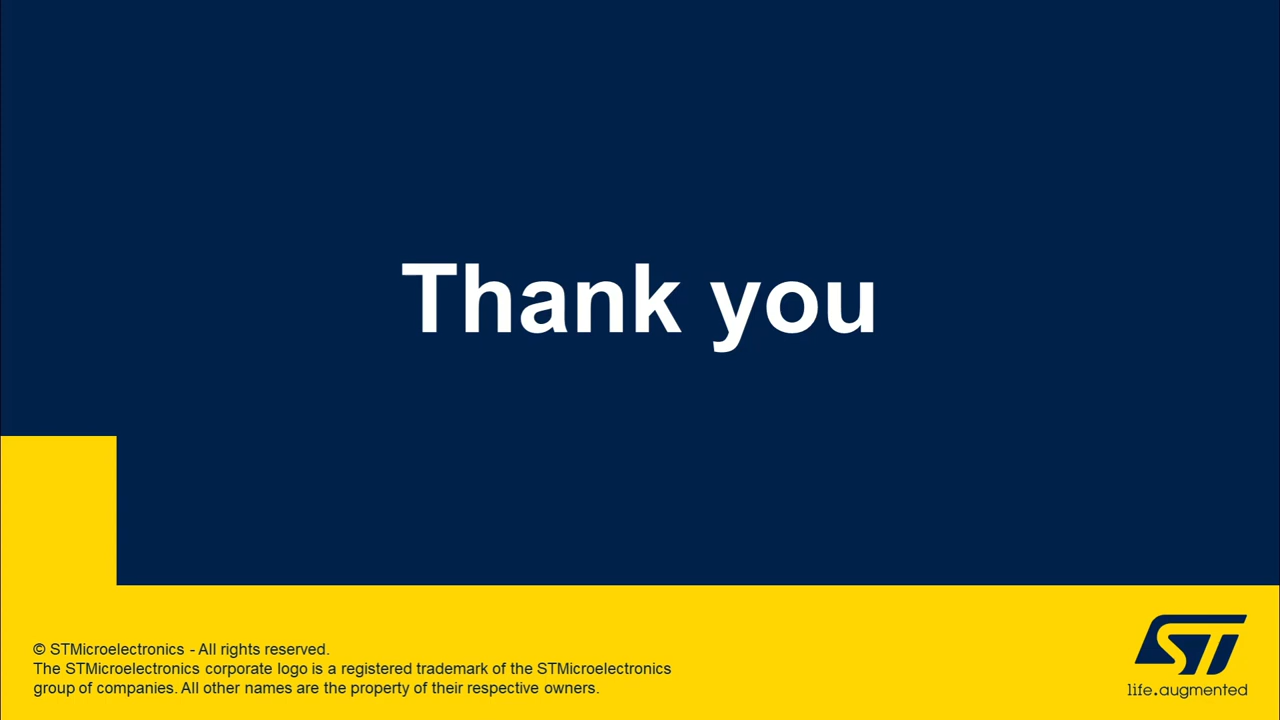 Thank you
© STMicroelectronics - All rights reserved.
The STMicroelectronics corporate logo is a registered trademark of the STMicroelectronics
group of companies. All other names are the property of their respective owners.
ST
life.augmented